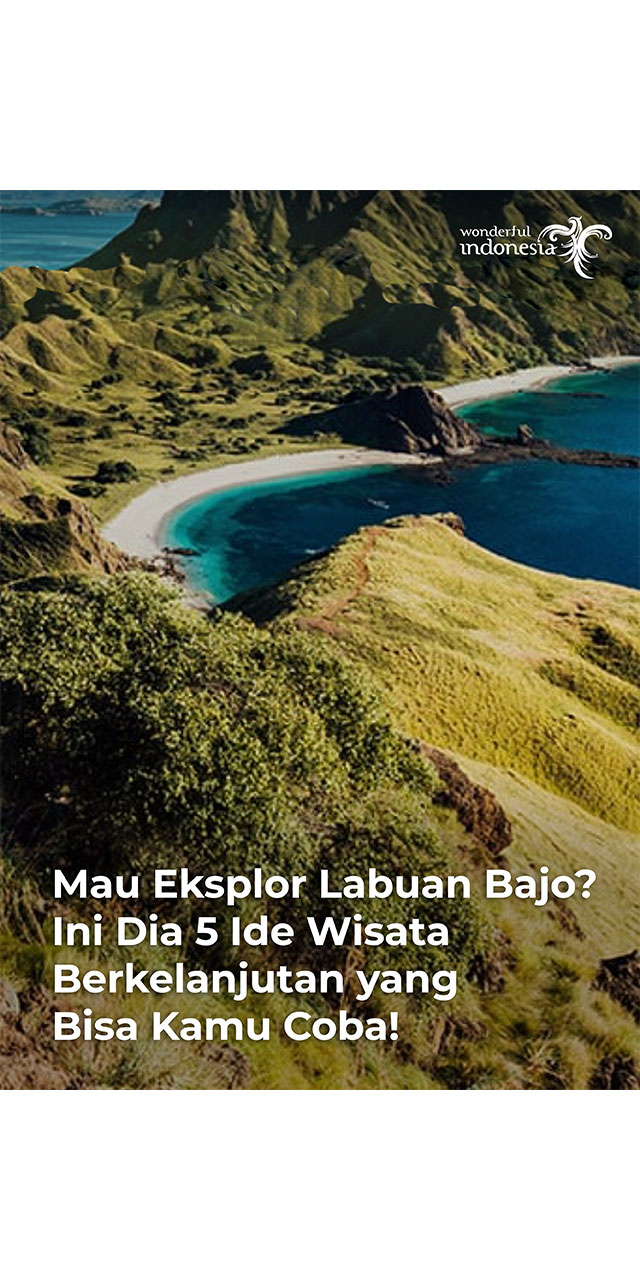 wonderful
indonesia
Mau Eksplor Labuan Bajo?
Ini Dia 5 Ide Wisata
Berkelanjutan yang
Bisa Kamu Coba!